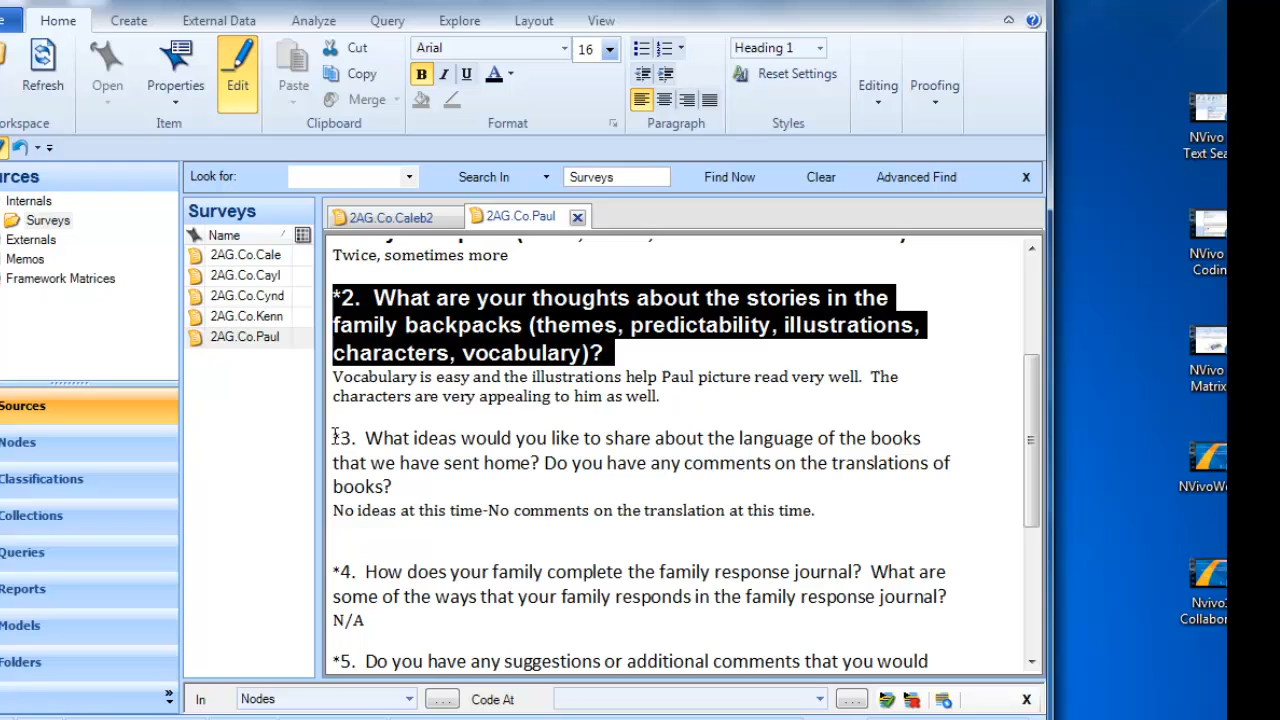 Home Create External Data Analyze Query Explore Layout View
Refresh
Open
Properties
Edit
Paste
Cut
Copy
Merge
Arial 16
B I U A
Heading 1
Reset Settings
Editing
Proofing
Item Clipboard Format Paragraph Styles
Look for: Search In Surveys Find Now Clear Advanced Find X
Internals
Surveys
Externals
Memos
Framework Matrices
Surveys
Name
2AG.Co.Cale
2AG.Co.Cayl
2AG.Co.Cynd
2AG.Co.Kenn
2AG.Co.Paul
Sources
Nodes
Classifications
Collections
Queries
Reports
Models
Folders
2AG.Co.Caleb2 2AG.Co.Paul
Twice, sometimes more
*2. What are your thoughts about the stories in the
family backpacks (themes, predictability, illustrations,
characters, vocabulary)?
Vocabulary is easy and the illustrations help Paul picture read very well. The
characters are very appealing to him as well.
*3. What ideas would you like to share about the language of the books
that we have sent home? Do you have any comments on the translations of
books?
No ideas at this time-No comments on the translation at this time.
*4. How does your family complete the family response journal? What are
some of the ways that your family responds in the family response journal?
N/A
*5. Do you have any suggestions or additional comments that you would
In Nodes ... Code At ... X
NVivo
Text Sea
NVivo
Coding
NVivo
Matrix
NVivoWo
Nvivo
Collabor